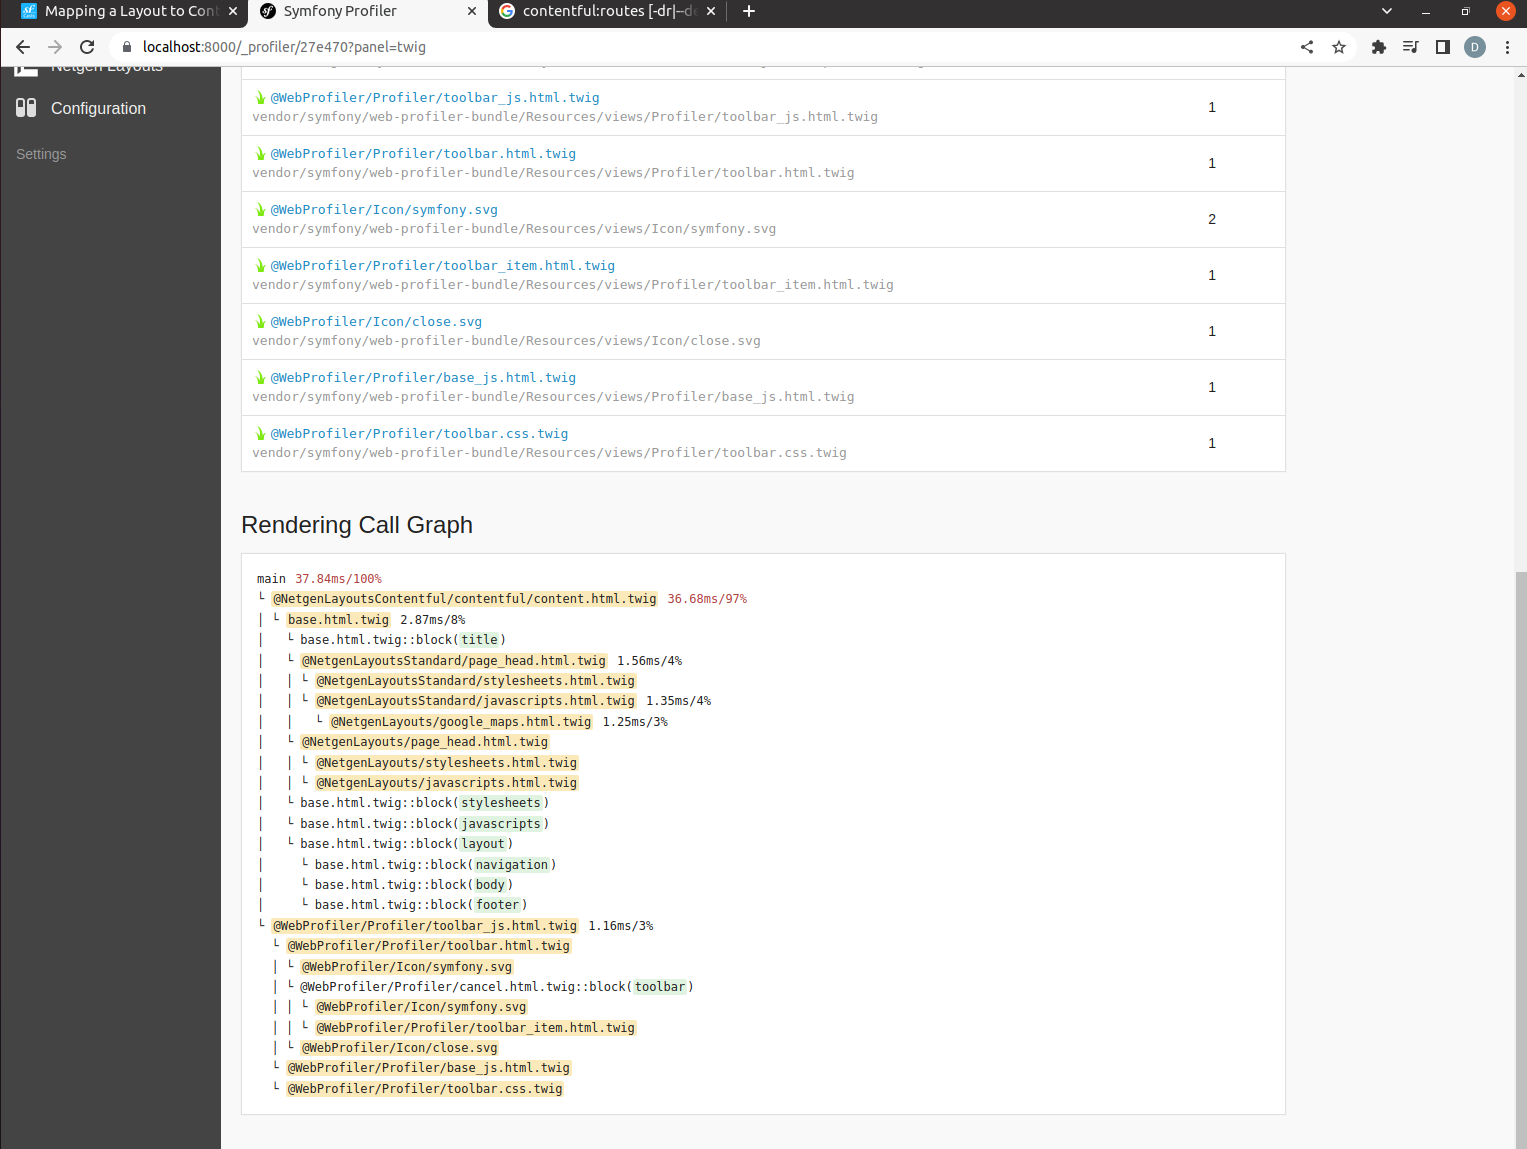 Mapping a Layout to Cont
Symfony Profiler
contentful:routes [-dr|--de
localhost:8000/_profiler/27e470?panel=twig
D
Netgen Layouts
Configuration
Settings
@WebProfiler/Profiler/toolbar_js.html.twig
vendor/symfony/web-profiler-bundle/Resources/views/Profiler/toolbar_js.html.twig
1
@WebProfiler/Profiler/toolbar.html.twig
vendor/symfony/web-profiler-bundle/Resources/views/Profiler/toolbar.html.twig
1
@WebProfiler/Icon/symfony.svg
vendor/symfony/web-profiler-bundle/Resources/views/Icon/symfony.svg
2
@WebProfiler/Profiler/toolbar_item.html.twig
vendor/symfony/web-profiler-bundle/Resources/views/Profiler/toolbar_item.html.twig
1
@WebProfiler/Icon/close.svg
vendor/symfony/web-profiler-bundle/Resources/views/Icon/close.svg
1
@WebProfiler/Profiler/base_js.html.twig
vendor/symfony/web-profiler-bundle/Resources/views/Profiler/base_js.html.twig
1
@WebProfiler/Profiler/toolbar.css.twig
vendor/symfony/web-profiler-bundle/Resources/views/Profiler/toolbar.css.twig
1
Rendering Call Graph
main 37.84ms/100%
└ @NetgenLayoutsContentful/contentful/content.html.twig 36.68ms/97%
│ └ base.html.twig 2.87ms/8%
│   └ base.html.twig::block(title)
│   └ @NetgenLayoutsStandard/page_head.html.twig 1.56ms/4%
│   │ └ @NetgenLayoutsStandard/stylesheets.html.twig
│   │ └ @NetgenLayoutsStandard/javascripts.html.twig 1.35ms/4%
│   │   └ @NetgenLayouts/google_maps.html.twig 1.25ms/3%
│   └ @NetgenLayouts/page_head.html.twig
│   │ └ @NetgenLayouts/stylesheets.html.twig
│   │ └ @NetgenLayouts/javascripts.html.twig
│   └ base.html.twig::block(stylesheets)
│   └ base.html.twig::block(javascripts)
│   └ base.html.twig::block(layout)
│     └ base.html.twig::block(navigation)
│     └ base.html.twig::block(body)
│     └ base.html.twig::block(footer)
└ @WebProfiler/Profiler/toolbar_js.html.twig 1.16ms/3%
  └ @WebProfiler/Profiler/toolbar.html.twig
  │ └ @WebProfiler/Icon/symfony.svg
  │ └ @WebProfiler/Profiler/cancel.html.twig::block(toolbar)
  │ │ └ @WebProfiler/Icon/symfony.svg
  │ │ └ @WebProfiler/Profiler/toolbar_item.html.twig
  │ └ @WebProfiler/Icon/close.svg
  └ @WebProfiler/Profiler/base_js.html.twig
  └ @WebProfiler/Profiler/toolbar.css.twig